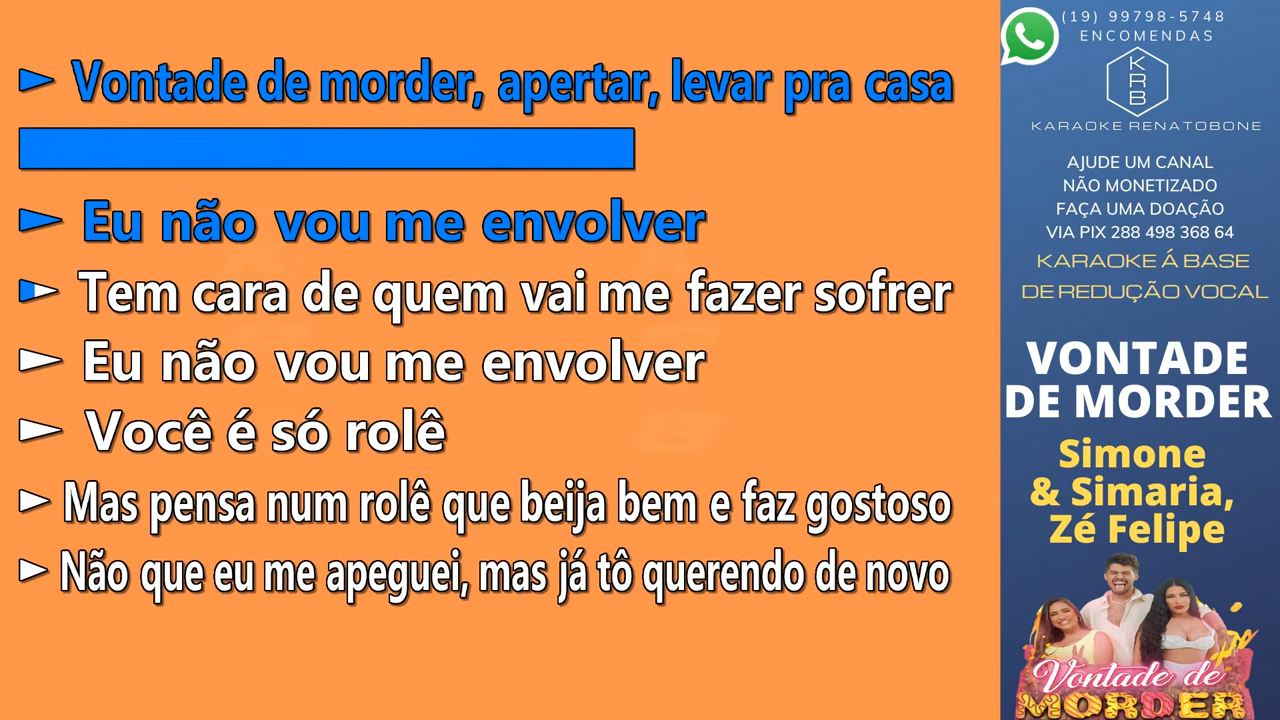 Vontade de morder, apertar, levar pra casa
Eu não vou me envolver
Tem cara de quem vai me fazer sofrer
Eu não vou me envolver
Você é só rolê
Mas pensa num rolê que beija bem e faz gostoso
Não que eu me apeguei, mas já tô querendo de novo
(19) 99798-5748
ENCOMENDAS
K
R
B
KARAOKE RENATOBONE
AJUDE UM CANAL
NÃO MONETIZADO
FAÇA UMA DOAÇÃO
VIA PIX 288 498 368 64
KARAOKE Á BASE
DE REDUÇÃO VOCAL
VONTADE
DE MORDER
Simone
& Simaria,
Zé Felipe
Vontade de
MORDER